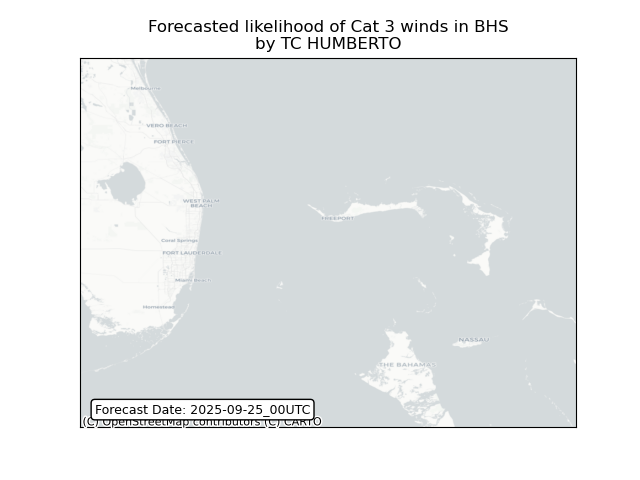 Forecasted likelihood of Cat 3 winds in BHS
by TC HUMBERTO
Melbourne
VERO BEACH
FORT PIERCE
WEST PALM
BEACH
FREEPORT
Coral Springs
FORT LAUDERDALE
Miami Beach
Homestead
NASSAU
THE BAHAMAS
Forecast Date: 2025-09-25_00UTC
(C) OpenStreetMap contributors (C) CARTO